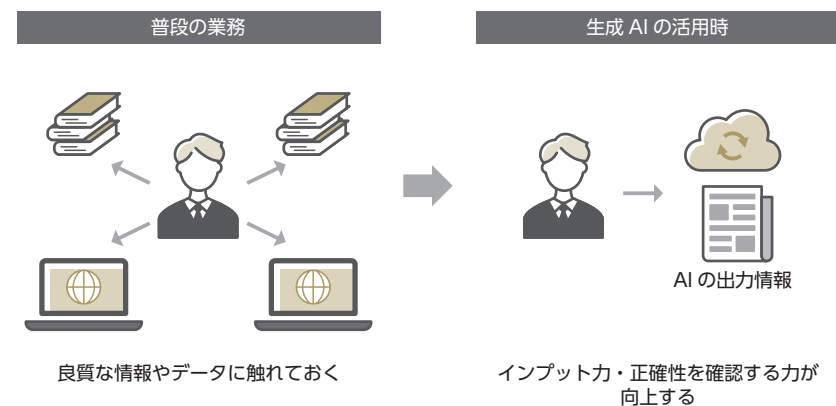 普段の業務
良質な情報やデータに触れておく
生成 AI の活用時
AI の出力情報
インプット力・正確性を確認する力が
向上する